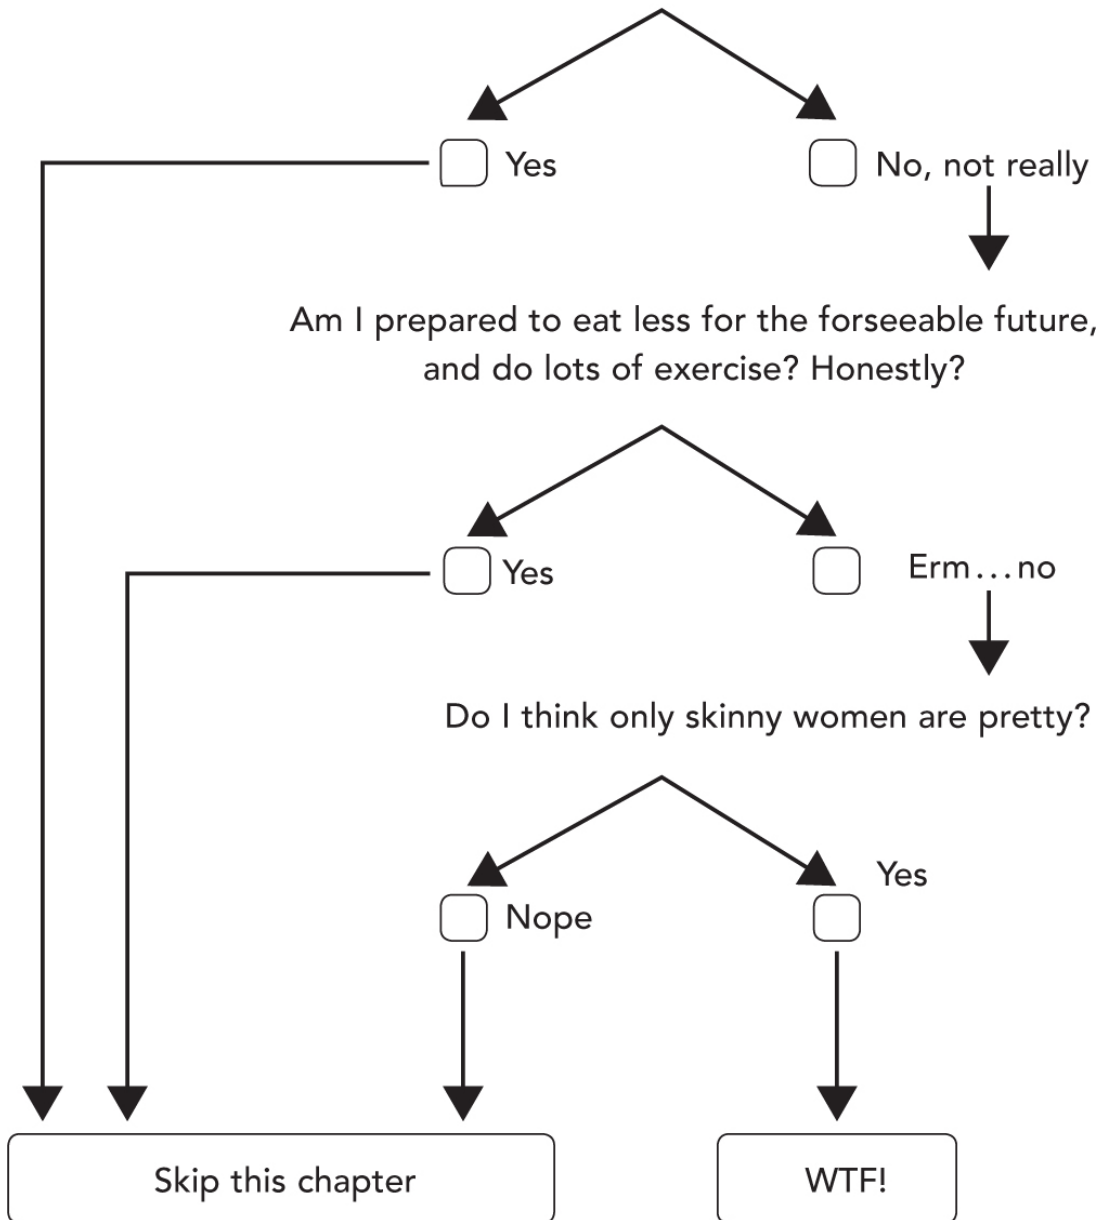 Yes
No, not really
Am I prepared to eat less for the forseeable future,
and do lots of exercise? Honestly?
Yes
Erm…no
Do I think only skinny women are pretty?
Yes
Nope
Skip this chapter
WTF!